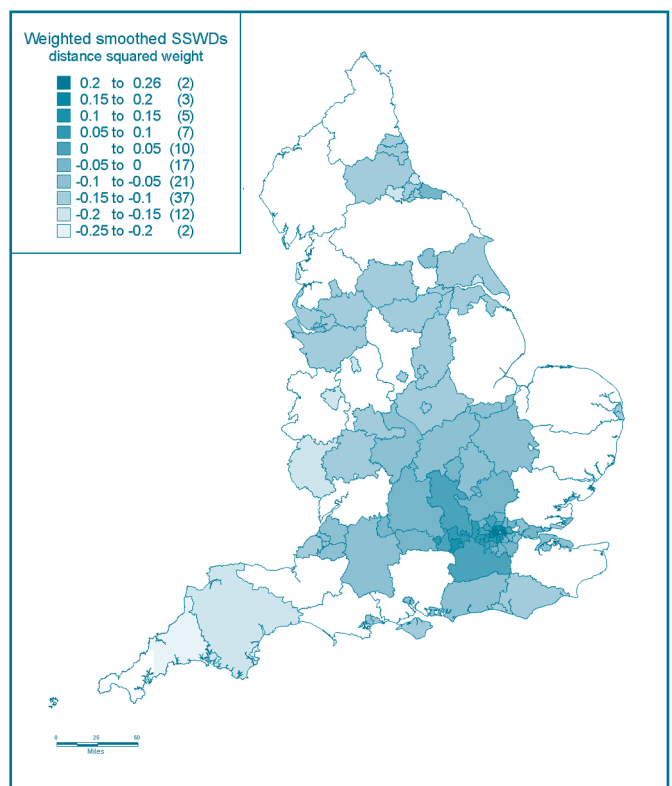 Weighted smoothed SSWDs
distance squared weight
0.2 to 0.26 (2)
0.15 to 0.2 (3)
0.1 to 0.15 (5)
0.05 to 0.1 (7)
0 to 0.05 (10)
-0.05 to 0 (17)
-0.1 to -0.05 (21)
-0.15 to -0.1 (37)
-0.2 to -0.15 (12)
-0.25 to -0.2 (2)
0 25 50
Miles